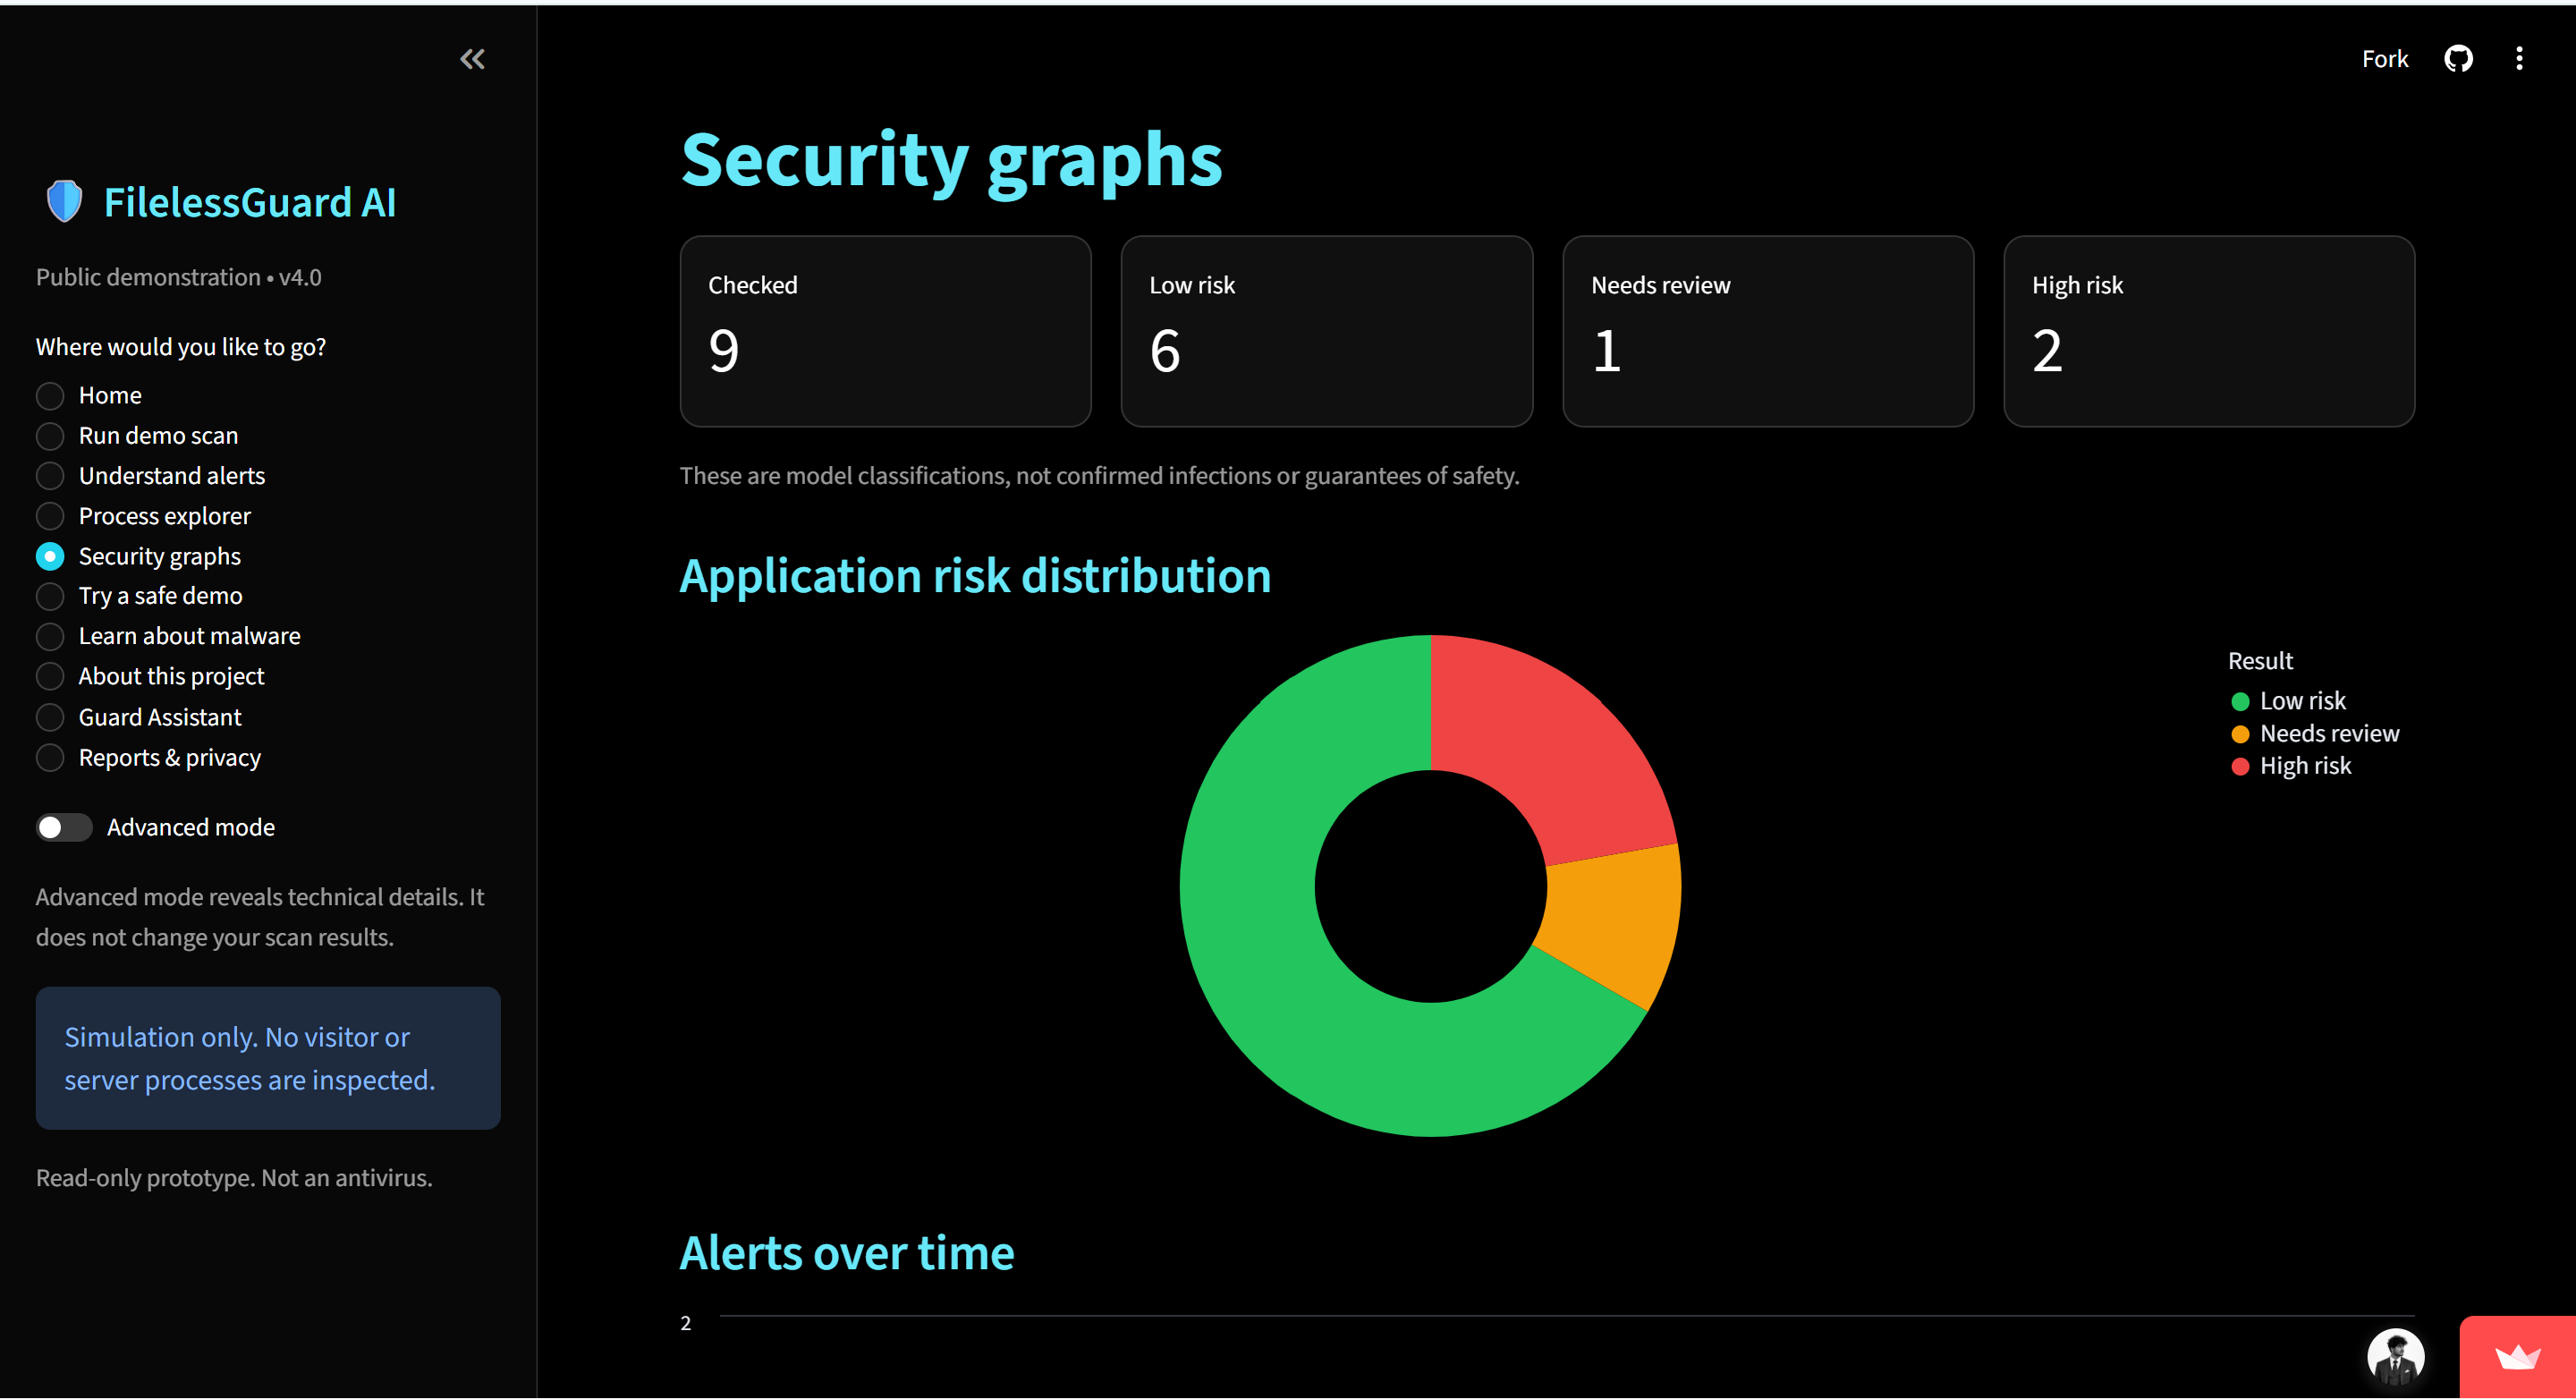 Fork
FilelessGuard AI
Public demonstration • v4.0
Where would you like to go?
Home
Run demo scan
Understand alerts
Process explorer
Security graphs
Try a safe demo
Learn about malware
About this project
Guard Assistant
Reports & privacy
Advanced mode
Advanced mode reveals technical details. It
does not change your scan results.
Simulation only. No visitor or
server processes are inspected.
Read-only prototype. Not an antivirus.
Security graphs
Checked
9
Low risk
6
Needs review
1
High risk
2
These are model classifications, not confirmed infections or guarantees of safety.
Application risk distribution
Result
Low risk
Needs review
High risk
Alerts over time
2